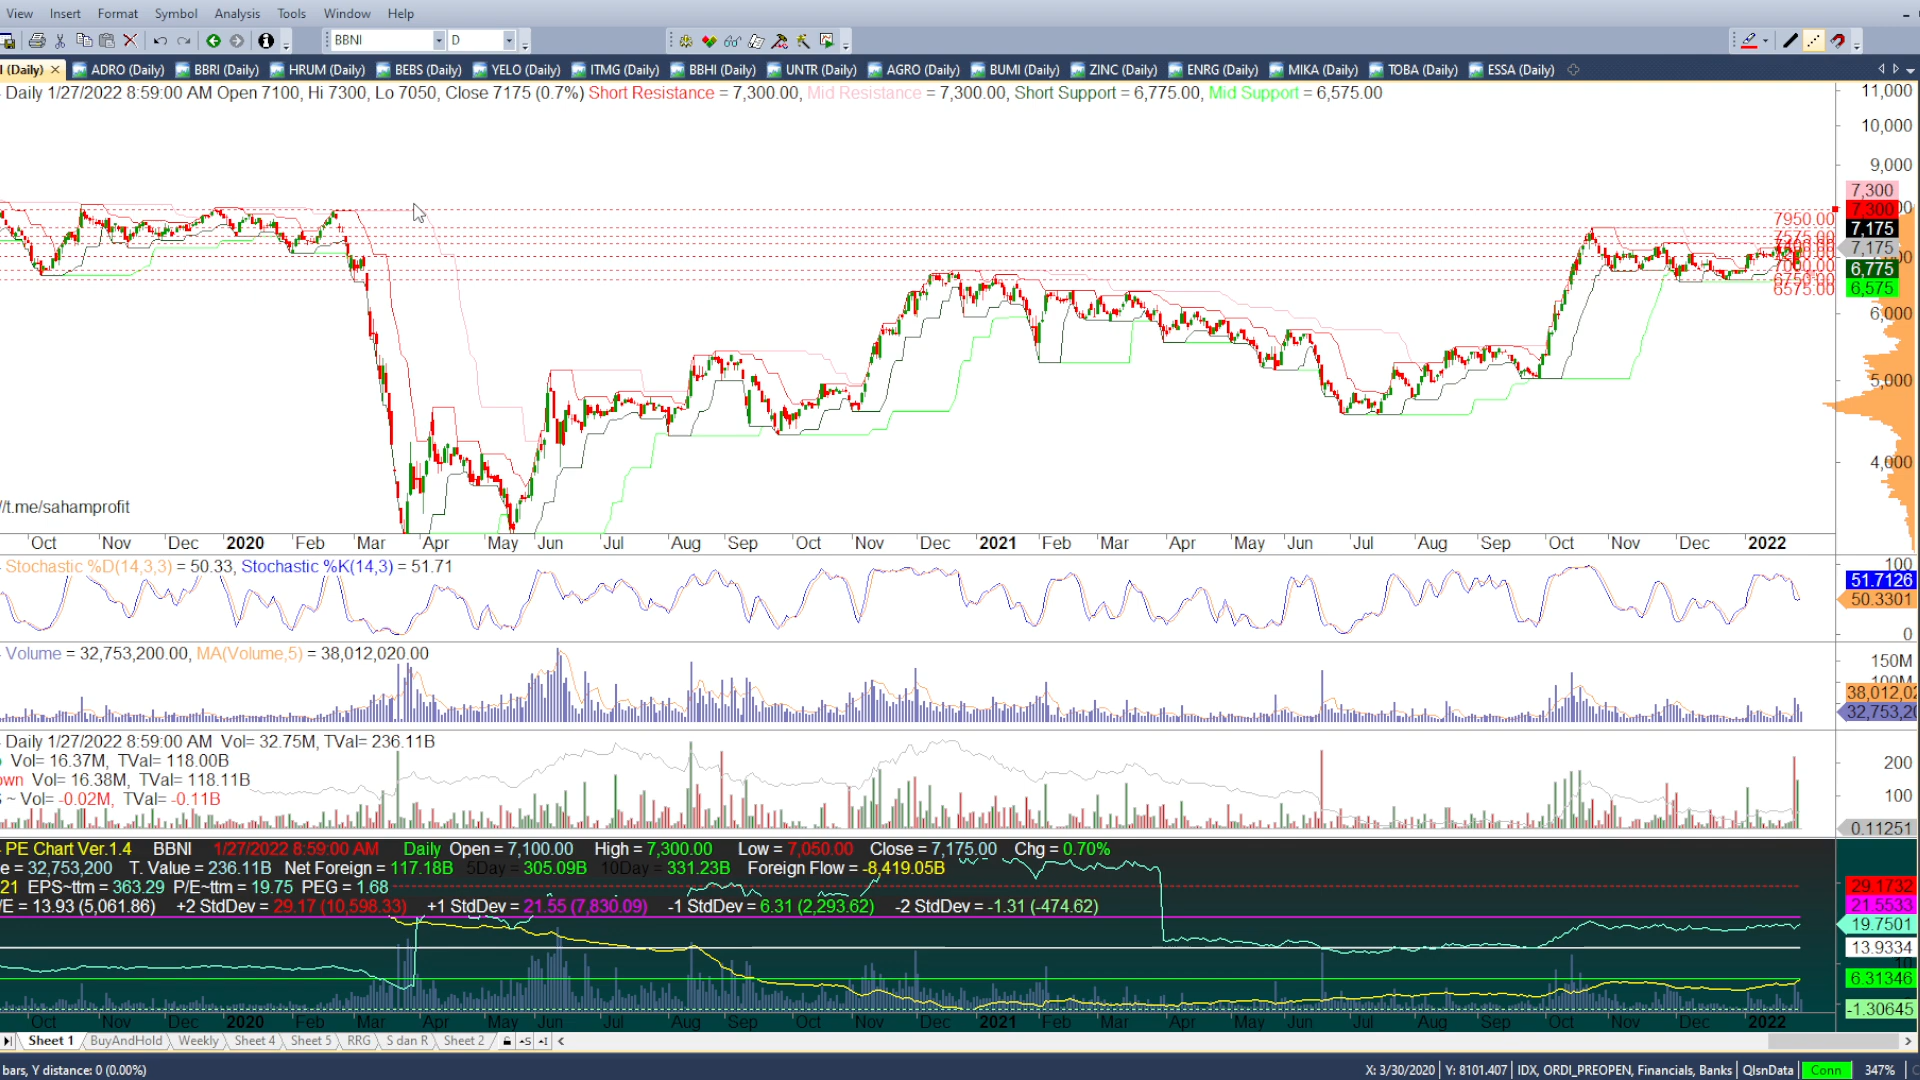 View Insert Format Symbol Analysis Tools Window Help
BBNI D
I (Daily) ADRO (Daily) BBRI (Daily) HRUM (Daily) BEBS (Daily) YELO (Daily) ITMG (Daily) BBHI (Daily) UNTR (Daily) AGRO (Daily) BUMI (Daily) ZINC (Daily) ENRG (Daily) MIKA (Daily) TOBA (Daily) ESSA (Daily)
Daily 1/27/2022 8:59:00 AM Open 7100, Hi 7300, Lo 7050, Close 7175 (0.7%) Short Resistance = 7,300.00, Mid Resistance = 7,300.00, Short Support = 6,775.00, Mid Support = 6,575.00
11,000
10,000
9,000
7,300
7,300
7950.00
7,175
7575.00
7,175
7000.00
6,775
6750.00
6,575
6575.00
6,000
5,000
4,000
//t.me/sahamprofit
Oct Nov Dec 2020 Feb Mar Apr May Jun Jul Aug Sep Oct Nov Dec 2021 Feb Mar Apr May Jun Jul Aug Sep Oct Nov Dec 2022
Stochastic %D(14,3,3) = 50.33, Stochastic %K(14,3) = 51.71
100
51.7126
50.3301
0
Volume = 32,753,200.00, MA(Volume,5) = 38,012,020.00
150M
100M
38,012,02
32,753,20
Daily 1/27/2022 8:59:00 AM Vol= 32.75M, TVal= 236.11B
Vol= 16.37M, TVal= 118.00B
own Vol= 16.38M, TVal= 118.11B
~ Vol= -0.02M, TVal= -0.11B
200
100
0.11251
PE Chart Ver.1.4 BBNI 1/27/2022 8:59:00 AM Daily Open = 7,100.00 High = 7,300.00 Low = 7,050.00 Close = 7,175.00 Chg = 0.70%
e = 32,753,200 T. Value = 236.11B Net Foreign = 117.18B 5Day = 305.09B 10Day = 331.23B Foreign Flow = -8,419.05B
21 EPS~ttm = 363.29 P/E~ttm = 19.75 PEG = 1.68
/E = 13.93 (5,061.86) +2 StdDev = 29.17 (10,598.33) +1 StdDev = 21.55 (7,830.09) -1 StdDev = 6.31 (2,293.62) -2 StdDev = -1.31 (-474.62)
29.1732
21.5533
19.7501
13.9334
10
6.31346
-1.30645
Oct Nov Dec 2020 Feb Mar Apr May Jun Jul Aug Sep Oct Nov Dec 2021 Feb Mar Apr May Jun Jul Aug Sep Oct Nov Dec 2022
Sheet 1 BuyAndHold Weekly Sheet 4 Sheet 5 RRG S dan R Sheet 2
bars, Y distance: 0 (0.00%) X: 3/30/2020 Y: 8101.407 IDX, ORDI_PREOPEN, Financials, Banks QlsnData Conn 347%